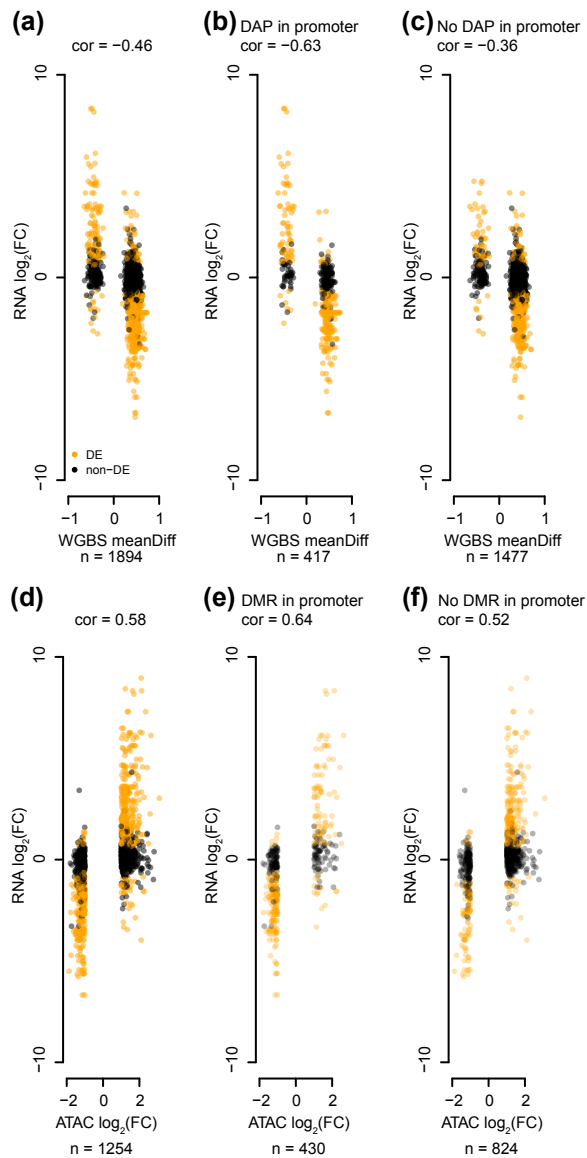 (a)
cor = −0.46
(b) DAP in promoter
cor = −0.63
(c) No DAP in promoter
cor = −0.36
RNA log2(FC)
10
0
−10
DE
non−DE
−1 0 1
WGBS meanDiff
n = 1894
RNA log2(FC)
10
0
−10
−1 0 1
WGBS meanDiff
n = 417
RNA log2(FC)
10
0
−10
−1 0 1
WGBS meanDiff
n = 1477
(d)
cor = 0.58
(e) DMR in promoter
cor = 0.64
(f) No DMR in promoter
cor = 0.52
RNA log2(FC)
10
0
−10
−2 0 2
ATAC log2(FC)
n = 1254
RNA log2(FC)
10
0
−10
−2 0 2
ATAC log2(FC)
n = 430
RNA log2(FC)
10
0
−10
−2 0 2
ATAC log2(FC)
n = 824